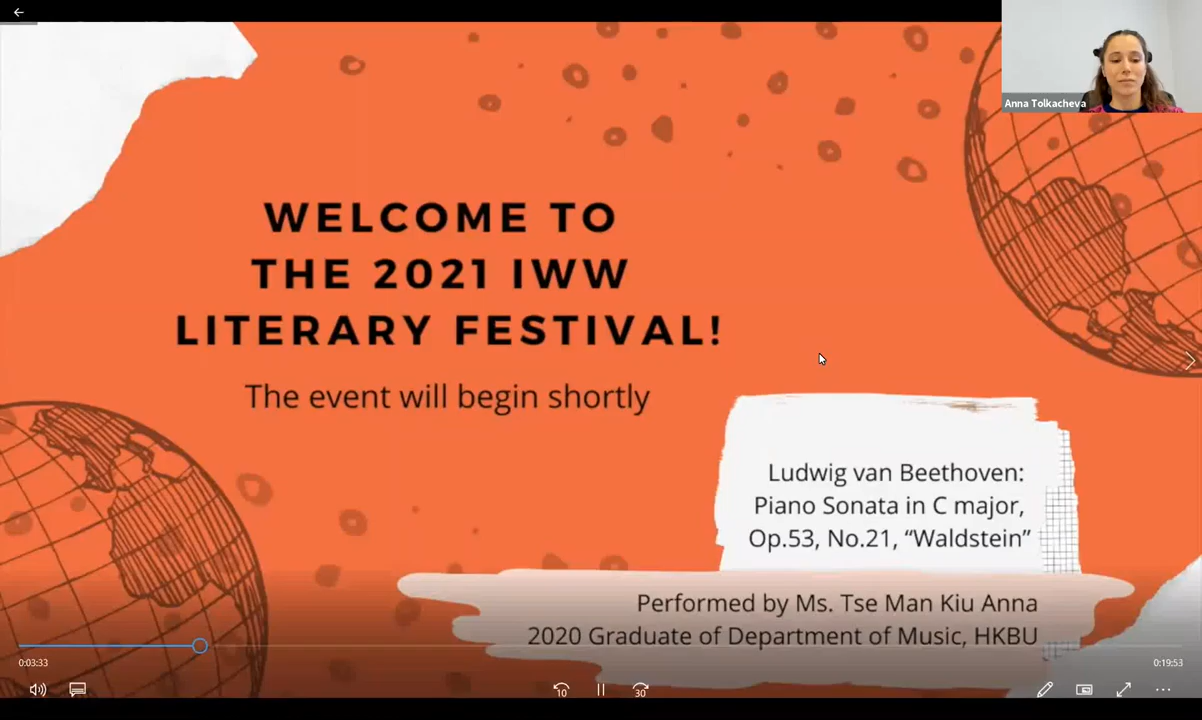 Anna Tolkacheva
WELCOME TO
THE 2021 IWW
LITERARY FESTIVAL!
The event will begin shortly
Ludwig van Beethoven:
Piano Sonata in C major,
Op.53, No.21, “Waldstein”
Performed by Ms. Tse Man Kiu Anna
2020 Graduate of Department of Music, HKBU
0:03:33
0:19:53
10
30